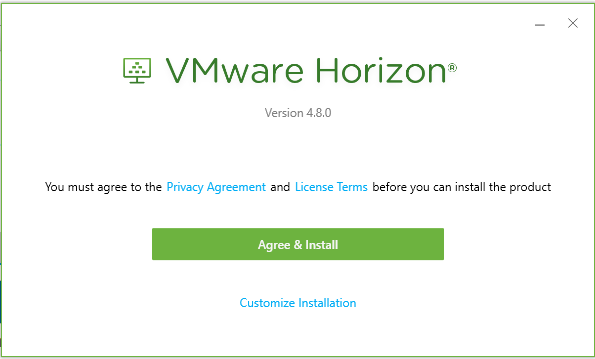 VMware Horizon®
Version 4.8.0
You must agree to the Privacy Agreement and License Terms before you can install the product
Agree & Install
Customize Installation